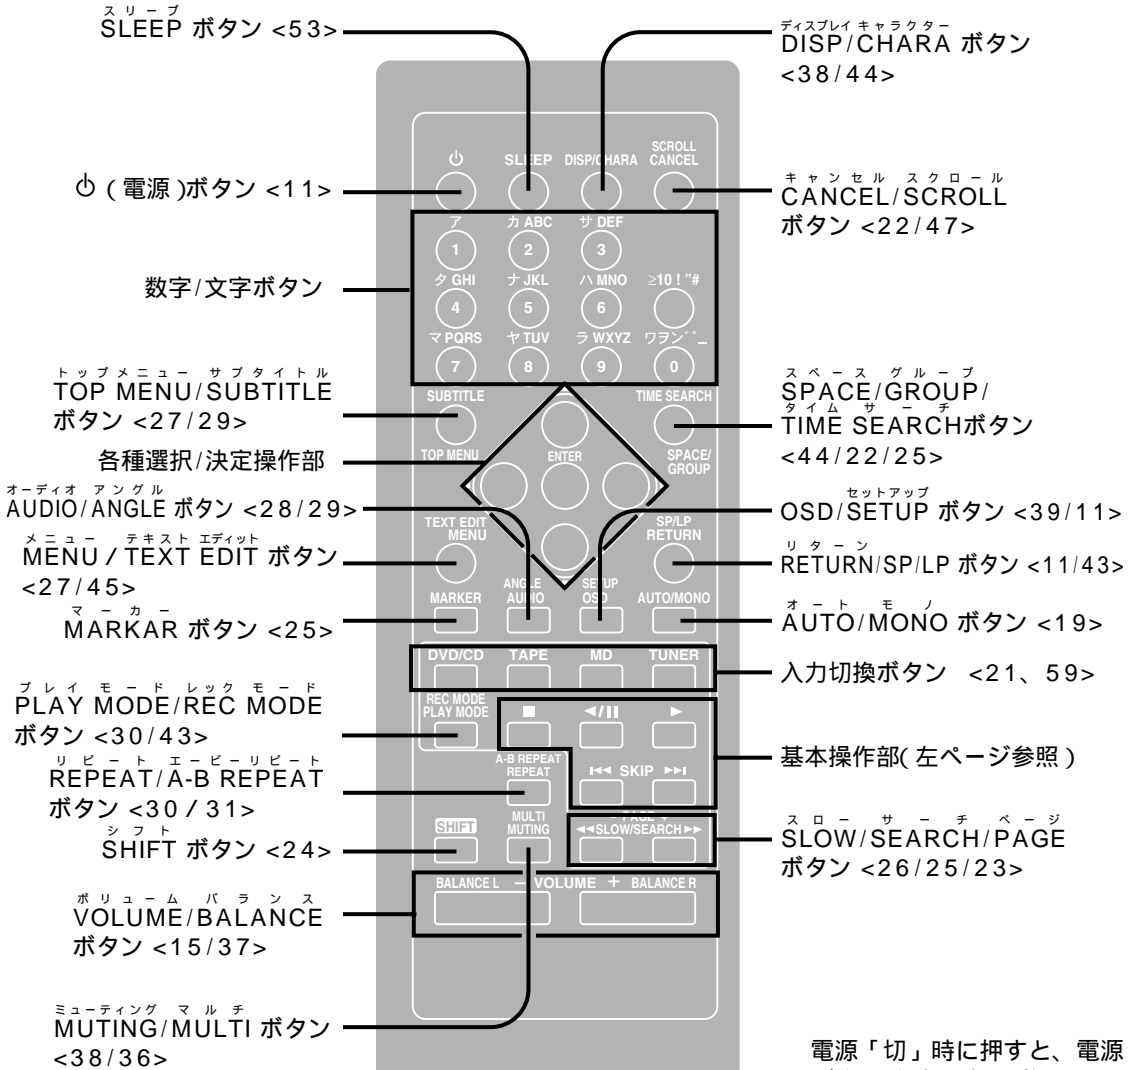 スリープ
SLEEP ボタン <53>
⏻ (電源)ボタン <11>
数字/文字ボタン
トップメニュー サブタイトル
TOP MENU/SUBTITLE
ボタン <27/29>
各種選択/決定操作部
オーディオ アングル
AUDIO/ANGLE ボタン <28/29>
メニュー テキスト エディット
MENU/TEXT EDIT ボタン
<27/45>
マーカー
MARKAR ボタン <25>
プレイ モード レック モード
PLAY MODE/REC MODE
ボタン <30/43>
リピート エービーリピート
REPEAT/A-B REPEAT
ボタン <30/31>
シフト
SHIFT ボタン <24>
ボリューム バランス
VOLUME/BALANCE
ボタン <15/37>
ミューティング マルチ
MUTING/MULTI ボタン
<38/36>
SCROLL
⏻ SLEEP DISP/CHARA CANCEL
ア カ ABC サ DEF
1 2 3
タ GHI ナ JKL ハ MNO ≥10 ! "#
4 5 6
マ PQRS ヤ TUV ラ WXYZ ワヲン゛゜_
7 8 9 0
SUBTITLE TIME SEARCH
TOP MENU ENTER SPACE/
GROUP
TEXT EDIT SP/LP
MENU RETURN
ANGLE SETUP
MARKER AUDIO OSD AUTO/MONO
DVD/CD TAPE MD TUNER
REC MODE
PLAY MODE ■ ◀/❚❚ ▶
A-B REPEAT
REPEAT I◀◀ SKIP ▶▶I
MULTI − PAGE +
SHIFT MUTING ◀◀SLOW/SEARCH▶▶
BALANCE L − VOLUME + BALANCE R
ディスプレイ キャラクター
DISP/CHARA ボタン
<38/44>
キャンセル スクロール
CANCEL/SCROLL
ボタン <22/47>
スペース グループ
SPACE/GROUP/
タイム サーチ
TIME SEARCHボタン
<44/22/25>
セットアップ
OSD/SETUP ボタン <39/11>
リターン
RETURN/SP/LP ボタン <11/43>
オート モノ
AUTO/MONO ボタン <19>
入力切換ボタン <21、59>
基本操作部(左ページ参照)
スロー サーチ ページ
SLOW/SEARCH/PAGE
ボタン <26/25/23>
電源「切」時に押すと、電源